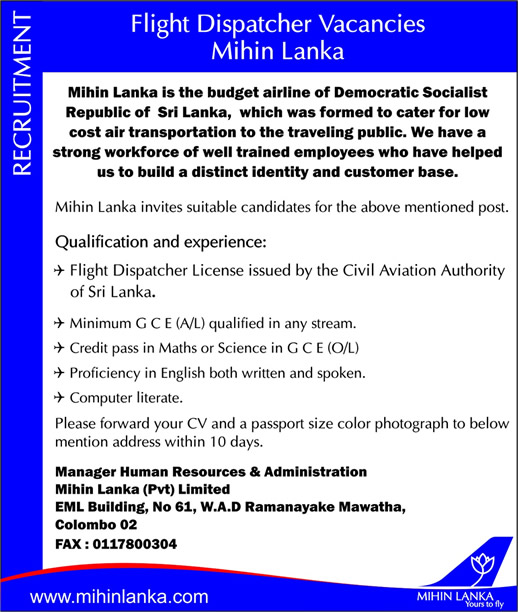 RECRUITMENT
Flight Dispatcher Vacancies
Mihin Lanka
Mihin Lanka is the budget airline of Democratic Socialist
Republic of Sri Lanka, which was formed to cater for low
cost air transportation to the traveling public. We have a
strong workforce of well trained employees who have helped
us to build a distinct identity and customer base.
Mihin Lanka invites suitable candidates for the above mentioned post.
Qualification and experience:
✈ Flight Dispatcher License issued by the Civil Aviation Authority
of Sri Lanka.
✈ Minimum G C E (A/L) qualified in any stream.
✈ Credit pass in Maths or Science in G C E (O/L)
✈ Proficiency in English both written and spoken.
✈ Computer literate.
Please forward your CV and a passport size color photograph to below
mention address within 10 days.
Manager Human Resources & Administration
Mihin Lanka (Pvt) Limited
EML Building, No 61, W.A.D Ramanayake Mawatha,
Colombo 02
FAX : 0117800304
www.mihinlanka.com
MIHIN LANKA
Yours to fly